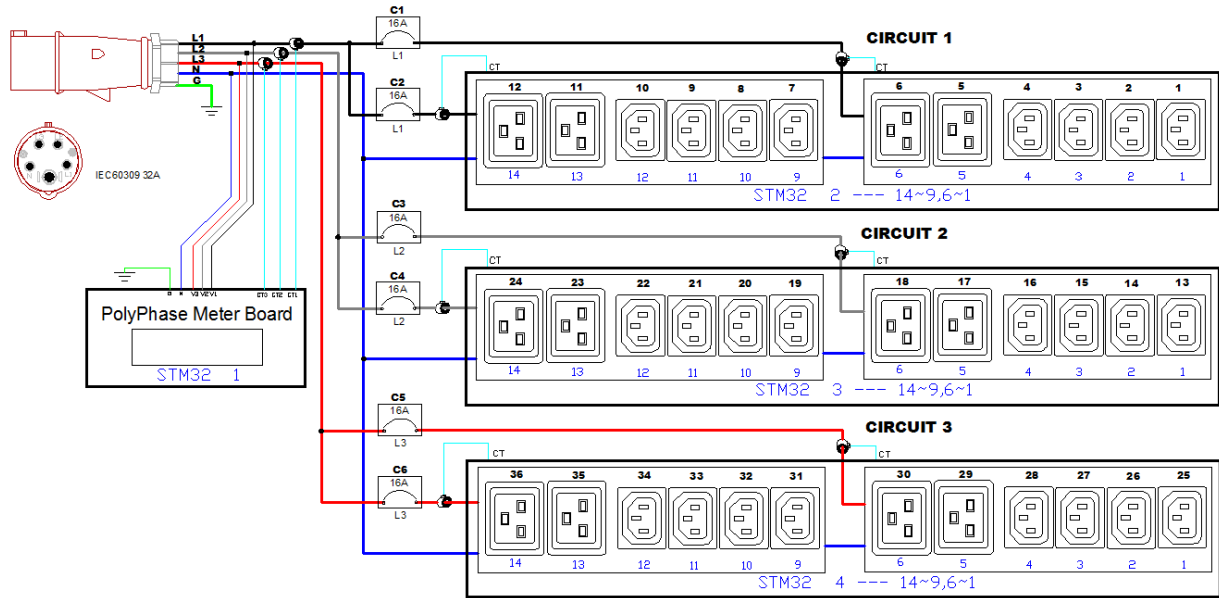 L1
L2
L3
N
G
IEC60309 32A
G N V3 V2 V1 CT0 CT2 CT1
PolyPhase Meter Board
STM32 1
C1
16A
L1
C2
16A
L1
CIRCUIT 1
CT
CT
12 11 10 9 8 7 6 5 4 3 2 1
14 13 12 11 10 9 6 5 4 3 2 1
STM32 2 --- 14~9,6~1
C3
16A
L2
C4
16A
L2
CIRCUIT 2
CT
CT
24 23 22 21 20 19 18 17 16 15 14 13
14 13 12 11 10 9 6 5 4 3 2 1
STM32 3 --- 14~9,6~1
C5
16A
L3
C6
16A
L3
CIRCUIT 3
CT
CT
36 35 34 33 32 31 30 29 28 27 26 25
14 13 12 11 10 9 6 5 4 3 2 1
STM32 4 --- 14~9,6~1